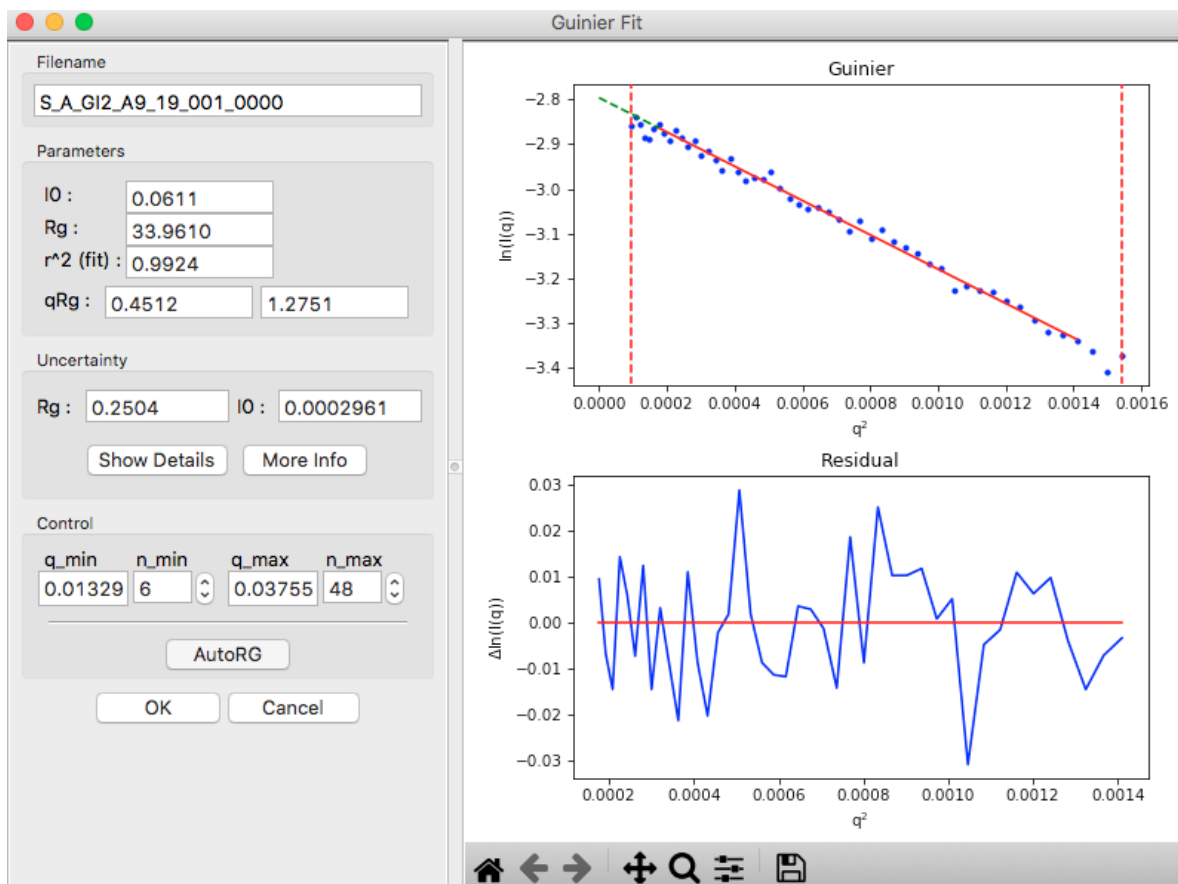 Guinier Fit
Filename
S_A_GI2_A9_19_001_0000
Parameters
I0 : 0.0611
Rg : 33.9610
r^2 (fit) : 0.9924
qRg : 0.4512 1.2751
Uncertainty
Rg : 0.2504 I0 : 0.0002961
Show Details More Info
Control
q_min n_min q_max n_max
0.01329 6 0.03755 48
AutoRG
OK Cancel
Guinier
−2.8
−2.9
−3.0
−3.1
−3.2
−3.3
−3.4
ln(I(q))
0.0000 0.0002 0.0004 0.0006 0.0008 0.0010 0.0012 0.0014 0.0016
q²
Residual
0.03
0.02
0.01
0.00
−0.01
−0.02
−0.03
Δln(I(q))
0.0002 0.0004 0.0006 0.0008 0.0010 0.0012 0.0014
q²